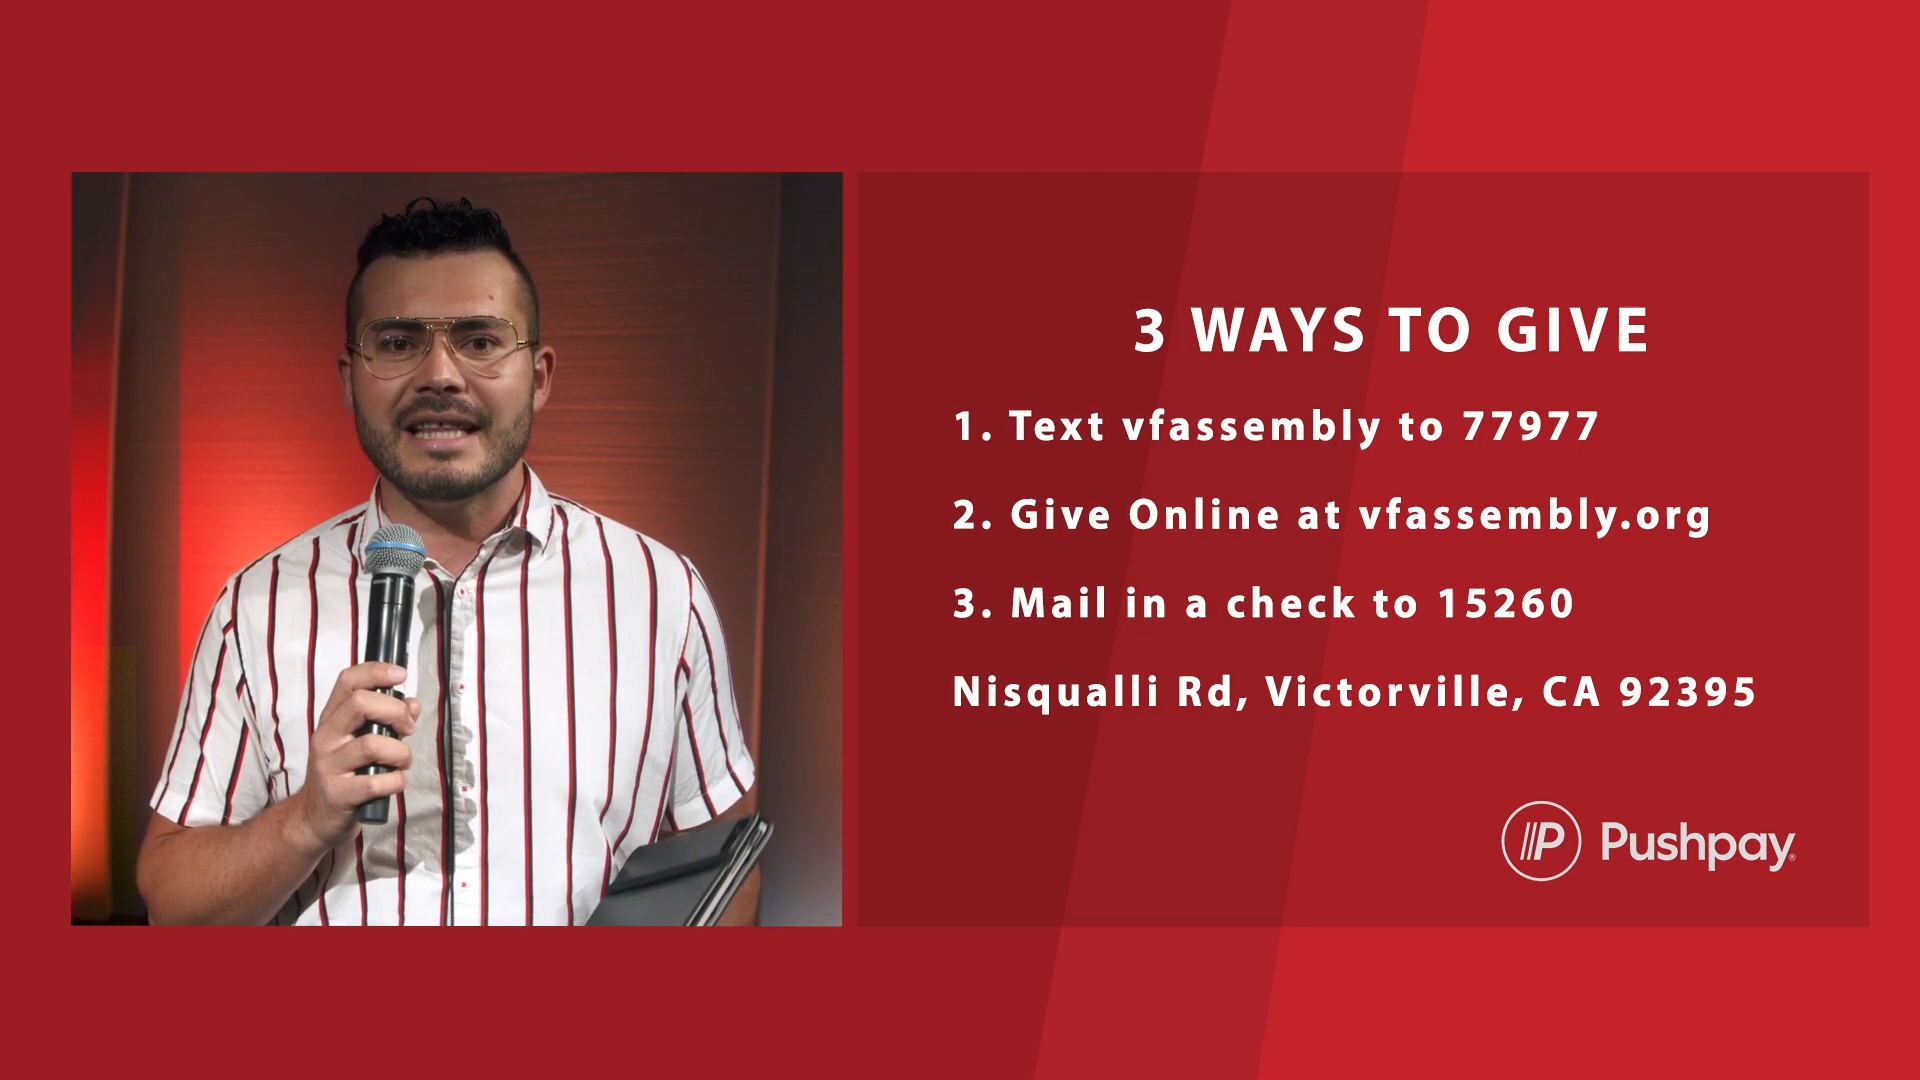 3 WAYS TO GIVE
1. Text vfassembly to 77977
2. Give Online at vfassembly.org
3. Mail in a check to 15260
Nisqualli Rd, Victorville, CA 92395
Pushpay